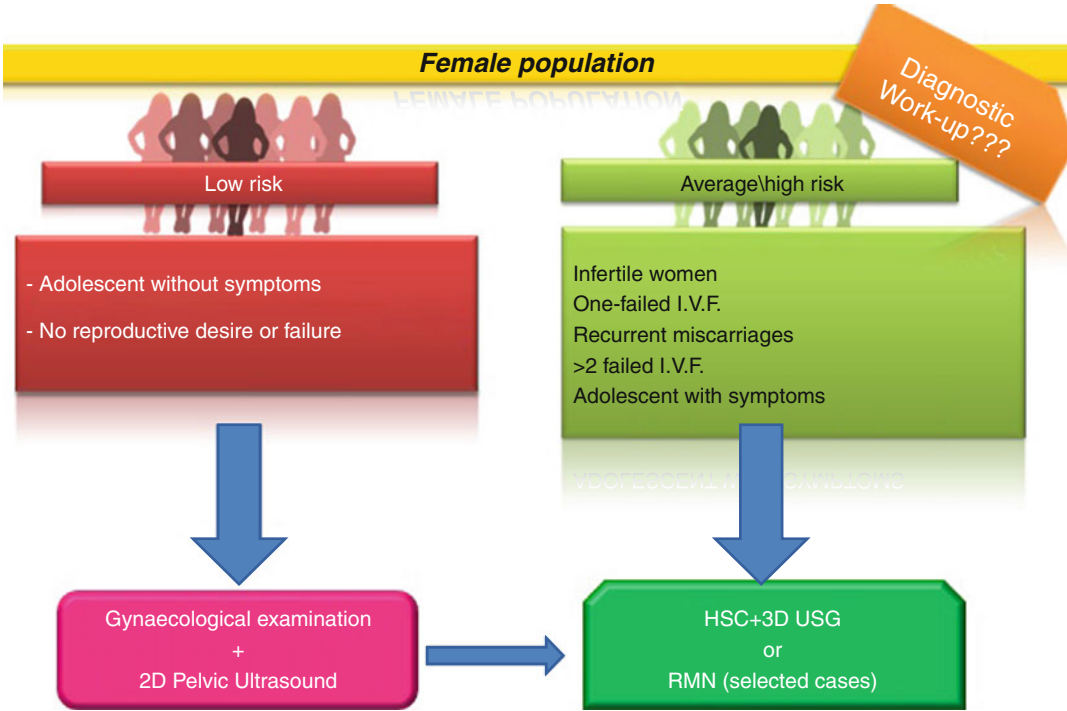 Female population
Diagnostic
Work-up???
Low risk
- Adolescent without symptoms
- No reproductive desire or failure
Average\high risk
Infertile women
One-failed I.V.F.
Recurrent miscarriages
>2 failed I.V.F.
Adolescent with symptoms
Gynaecological examination
+
2D Pelvic Ultrasound
HSC+3D USG
or
RMN (selected cases)